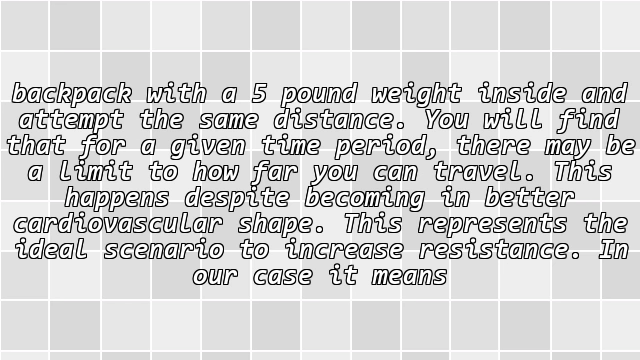 backpack with a 5 pound weight inside and
attempt the same distance. You will find
that for a given time period, there may be
a limit to how far you can travel. This
happens despite becoming in better
cardiovascular shape. This represents the
ideal scenario to increase resistance. In
our case it means